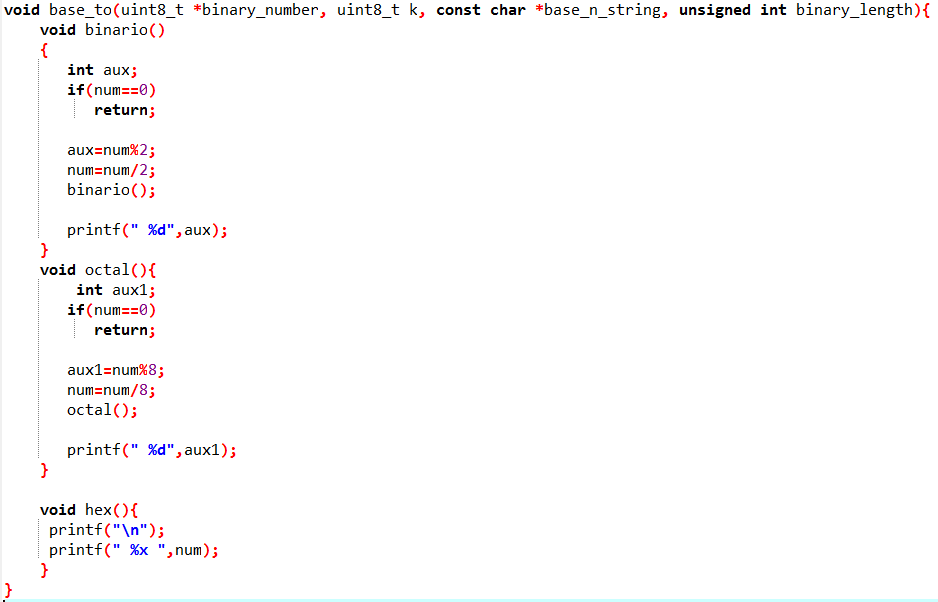 void base_to(uint8_t *binary_number, uint8_t k, const char *base_n_string, unsigned int binary_length){
    void binario()
    {
       int aux;
       if(num==0)
          return;

       aux=num%2;
       num=num/2;
       binario();

       printf(" %d",aux);
    }
    void octal(){
        int aux1;
       if(num==0)
          return;

       aux1=num%8;
       num=num/8;
       octal();

       printf(" %d",aux1);
    }

    void hex(){
     printf("\n");
     printf(" %x ",num);
    }
}